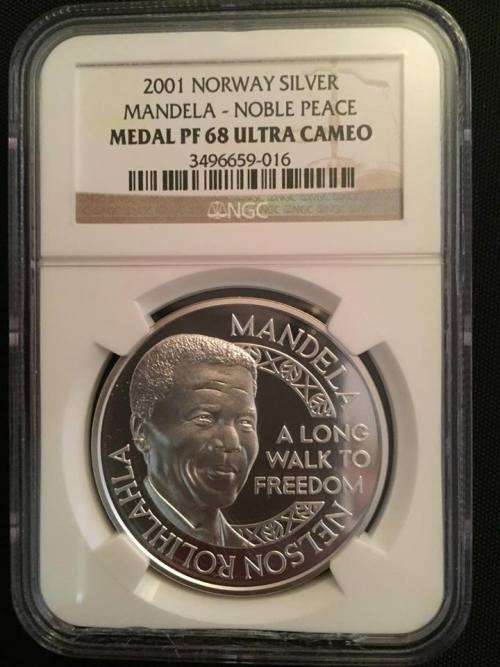 2001 NORWAY SILVER
MANDELA - NOBLE PEACE
MEDAL PF 68 ULTRA CAMEO
3496659-016
NGC
MANDELA
A LONG
WALK TO
FREEDOM
NELSON ROLIHLAHLA